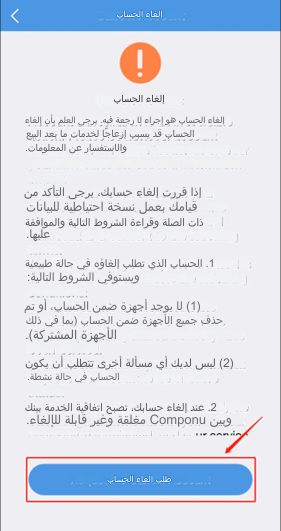 إلغاء الحساب
إلغاء الحساب
إلغاء الحساب هو إجراء لا رجعة فيه. يرجى العلم بأن إلغاء
الحساب قد يسبب إزعاجًا لخدمات ما بعد البيع
والاستفسار عن المعلومات.
إذا قررت إلغاء حسابك، يرجى التأكد من
قيامك بعمل نسخة احتياطية للبيانات
ذات الصلة وقراءة الشروط التالية والموافقة
عليها.
1. الحساب الذي تطلب إلغاؤه في حالة طبيعية
ويستوفي الشروط التالية:
(1) لا يوجد أجهزة ضمن الحساب، أو تم
حذف جميع الأجهزة ضمن الحساب (بما في ذلك
الأجهزة المشتركة).
(2) ليس لديك أي مسألة أخرى تتطلب أن يكون
الحساب في حالة نشطة.
2. عند إلغاء حسابك، تصبح اتفاقية الخدمة بينك
وبين Componu مغلقة وغير قابلة للإلغاء.
ur service
طلب الغاء الحساب